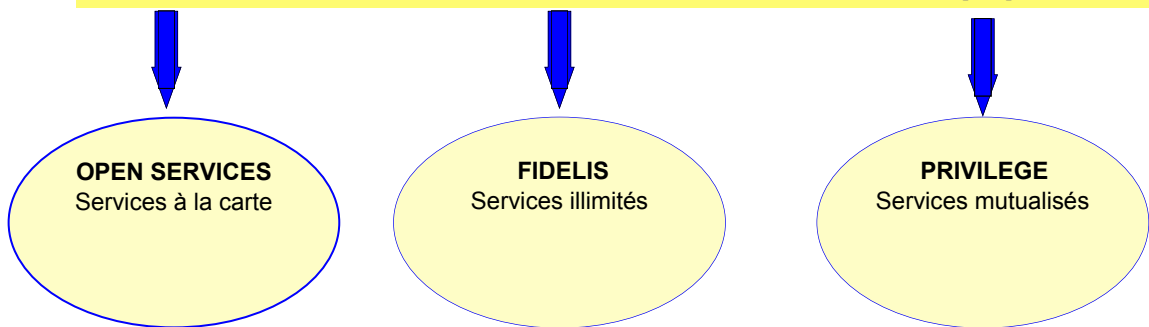 OPEN SERVICES
Services à la carte
FIDELIS
Services illimités
PRIVILEGE
Services mutualisés